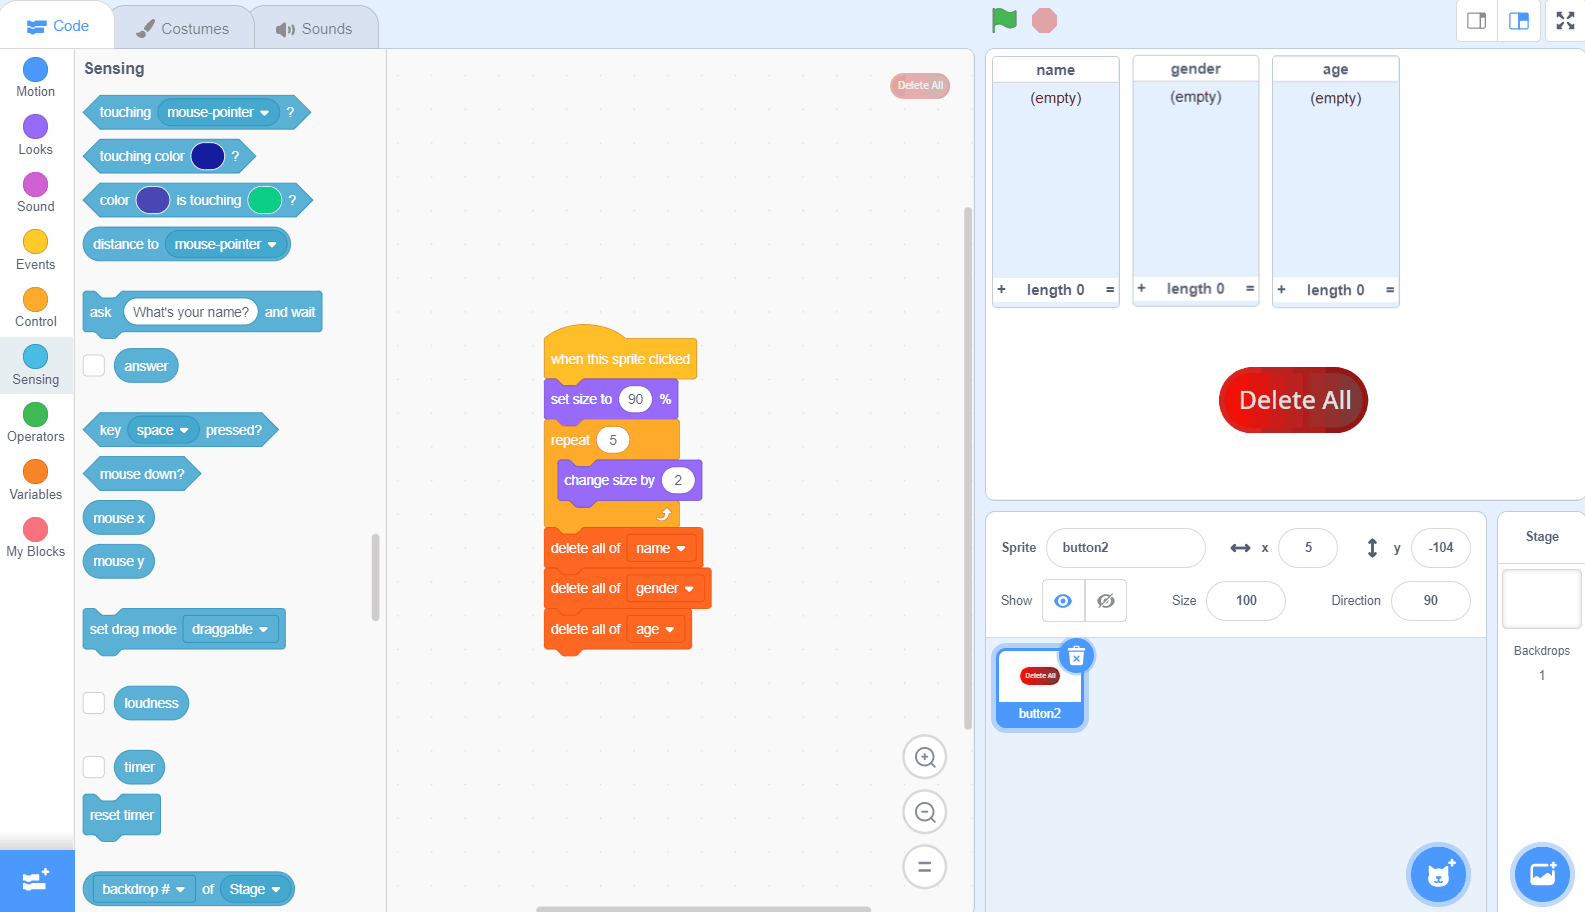 Code
Costumes
Sounds
Motion
Looks
Sound
Events
Control
Sensing
Operators
Variables
My Blocks
Sensing
touching mouse-pointer ?
touching color ?
color is touching ?
distance to mouse-pointer
ask What's your name? and wait
answer
key space pressed?
mouse down?
mouse x
mouse y
set drag mode draggable
loudness
timer
reset timer
backdrop # of Stage
Delete All
when this sprite clicked
set size to 90 %
repeat 5
change size by 2
delete all of name
delete all of gender
delete all of age
name
(empty)
+ length 0 =
gender
(empty)
+ length 0 =
age
(empty)
+ length 0 =
Delete All
Sprite button2 x 5 y -104
Show Size 100 Direction 90
Delete All
button2
Stage
Backdrops
1